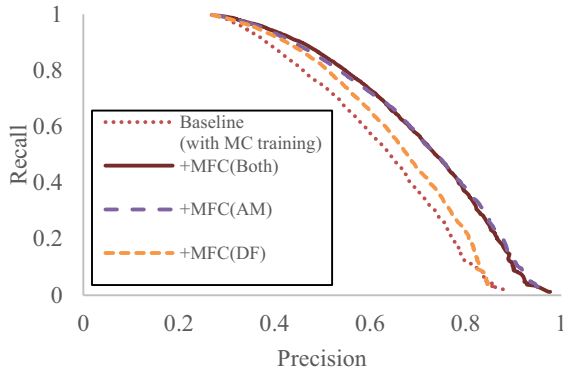 1
0.8
0.6
0.4
0.2
0
Recall
Baseline
(with MC training)
+MFC(Both)
+MFC(AM)
+MFC(DF)
0 0.2 0.4 0.6 0.8 1
Precision